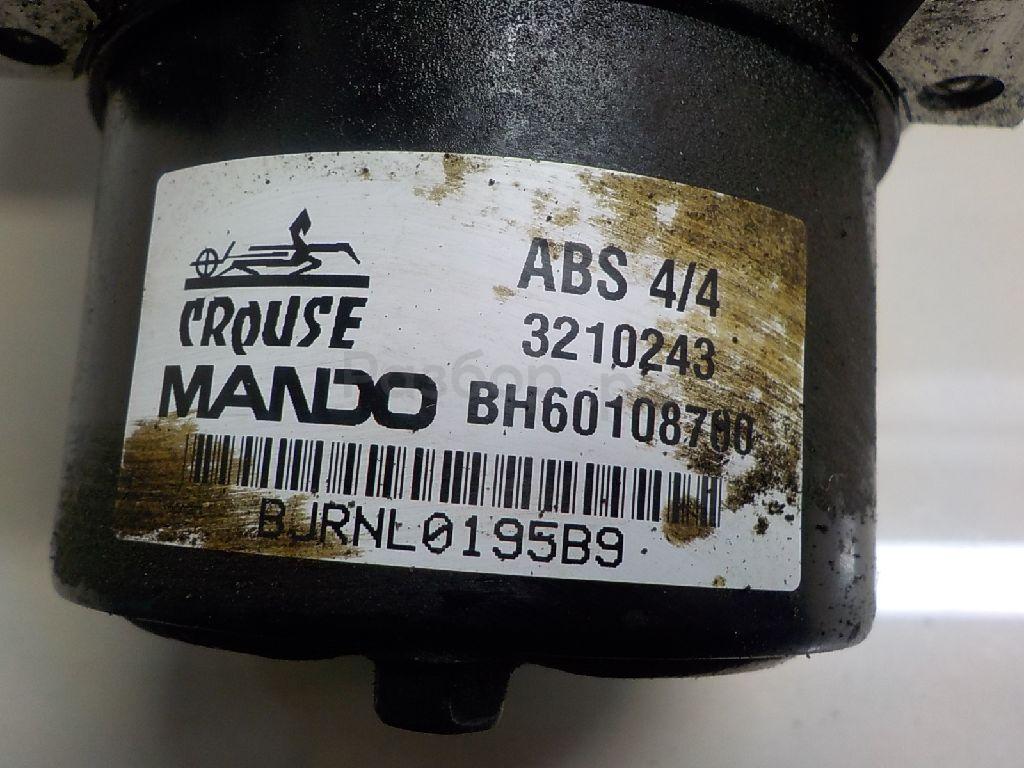 ABS 4/4
CROUSE
3210243
MANDO BH60108700
BJRNL0195B9